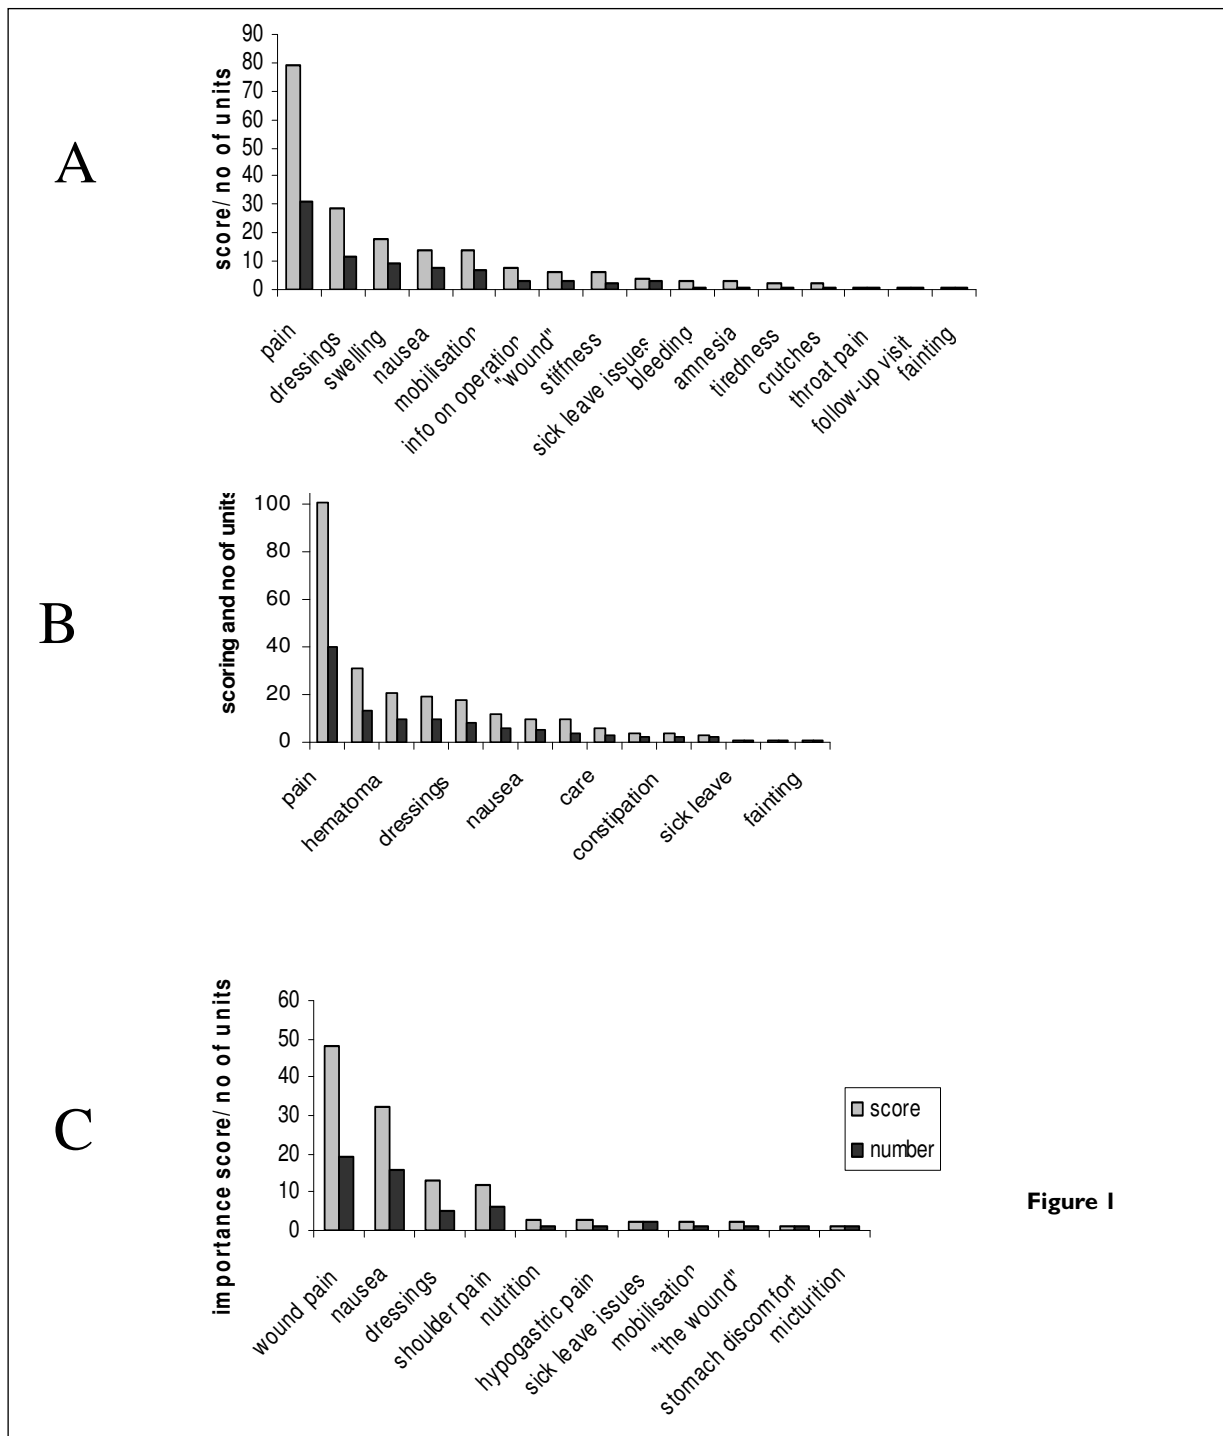 A
score/ no of units
90
80
70
60
50
40
30
20
10
0
pain
dressings
swelling
nausea
mobilisation
info on operation
"wound"
stiffness
sick leave issues
bleeding
amnesia
tiredness
crutches
throat pain
follow-up visit
fainting
B
scoring and no of units
100
80
60
40
20
0
pain
hematoma
dressings
nausea
care
constipation
sick leave
fainting
C
importance score/ no of units
60
50
40
30
20
10
0
wound pain
nausea
dressings
shoulder pain
nutrition
hypogastric pain
sick leave issues
mobilisation
"the wound"
stomach discomfort
micturition
score
number
Figure 1